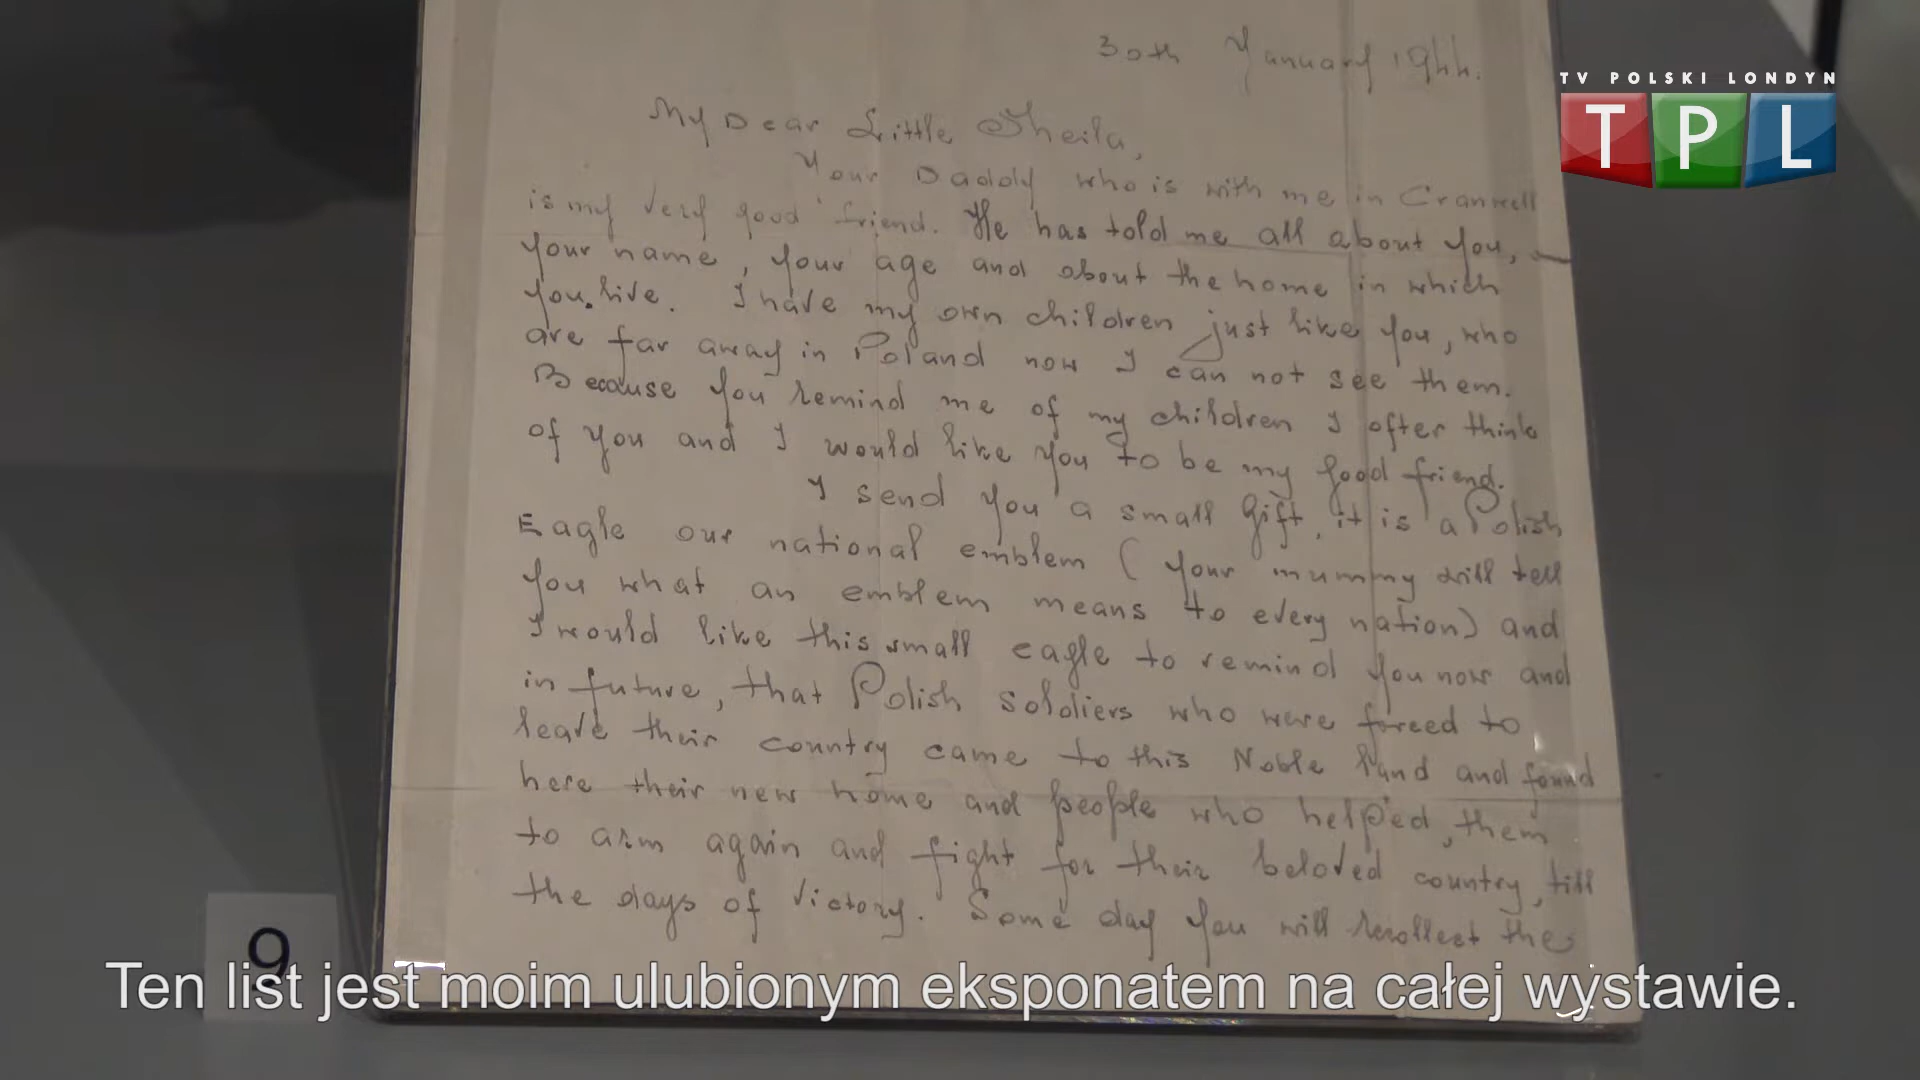 30th January 1944.
TV POLSKI LONDYN
TPL
My Dear Little Sheila,
Your Daddy who is with me in Cranwell
is my very good friend. He has told me all about you,
your name, your age and about the home in which
you live. I have my own children just like you, who
are far away in Poland now I can not see them.
Because you remind me of my children I ofter think
of you and I would like you to be my good friend.
I send you a small gift, it is a Polish
Eagle our national emblem ( your mummy will tell
you what an emblem means to every nation) and
I would like this small eagle to remind you now and
in future, that Polish soldiers who were forced to
leave their country came to this Noble land and found
here their new home and people who helped, them
to arm again and fight for their beloved country, till
the days of victory. Some day you will recollect the
9
Ten list jest moim ulubionym eksponatem na całej wystawie.